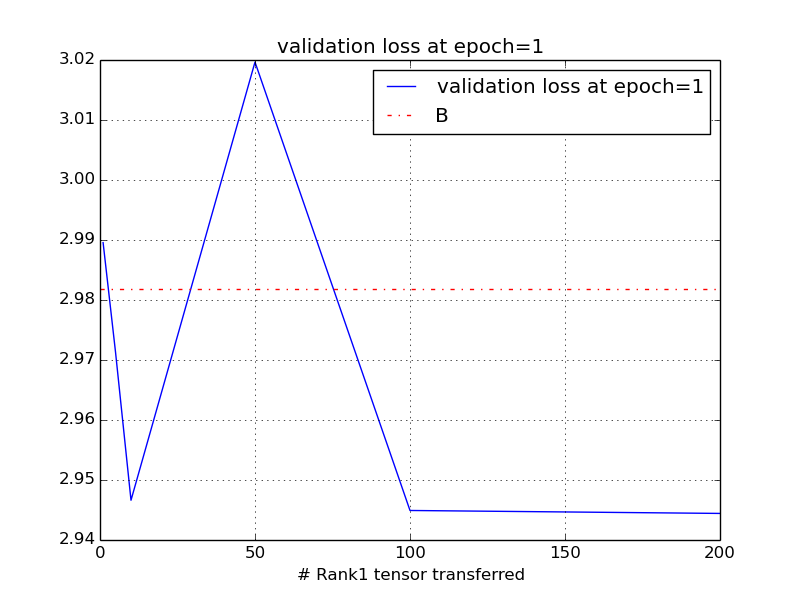 validation loss at epoch=1
3.02
3.01
3.00
2.99
2.98
2.97
2.96
2.95
2.94
validation loss at epoch=1
B
0 50 100 150 200
# Rank1 tensor transferred